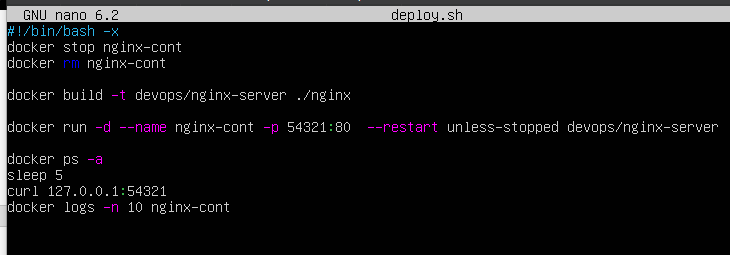 GNU nano 6.2 deploy.sh
#!/bin/bash -x
docker stop nginx-cont
docker rm nginx-cont
docker build -t devops/nginx-server ./nginx
docker run -d --name nginx-cont -p 54321:80  --restart unless-stopped devops/nginx-server
docker ps -a
sleep 5
curl 127.0.0.1:54321
docker logs -n 10 nginx-cont